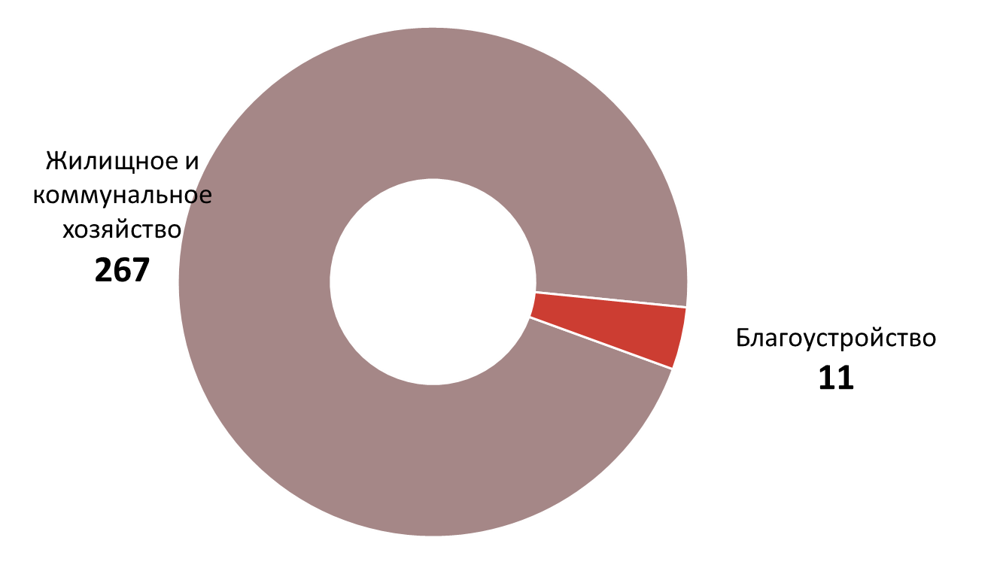 Жилищное и
коммунальное
хозяйство
267
Благоустройство
11